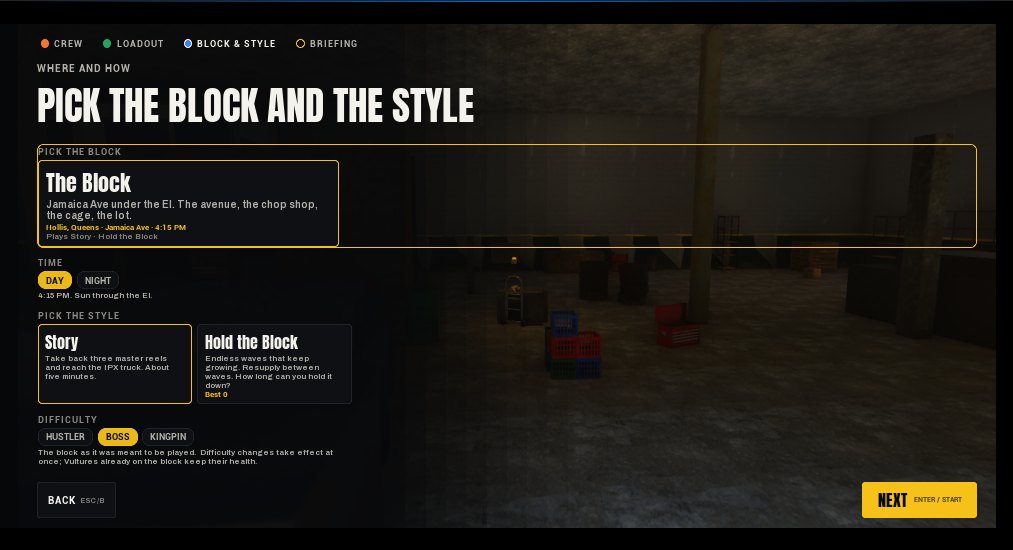 CREW LOADOUT BLOCK & STYLE BRIEFING
WHERE AND HOW
PICK THE BLOCK AND THE STYLE
PICK THE BLOCK
The Block
Jamaica Ave under the El. The avenue, the chop shop,
the cage, the lot.
Hollis, Queens · Jamaica Ave · 4:15 PM
Plays Story · Hold the Block
TIME
DAY NIGHT
4:15 PM. Sun through the El.
PICK THE STYLE
Story
Take back three master reels
and reach the IPX truck. About
five minutes.
Hold the Block
Endless waves that keep
growing. Resupply between
waves. How long can you hold it
down?
Best 0
DIFFICULTY
HUSTLER BOSS KINGPIN
The block as it was meant to be played. Difficulty changes take effect at
once; Vultures already on the block keep their health.
BACK ESC/B
NEXT ENTER / START